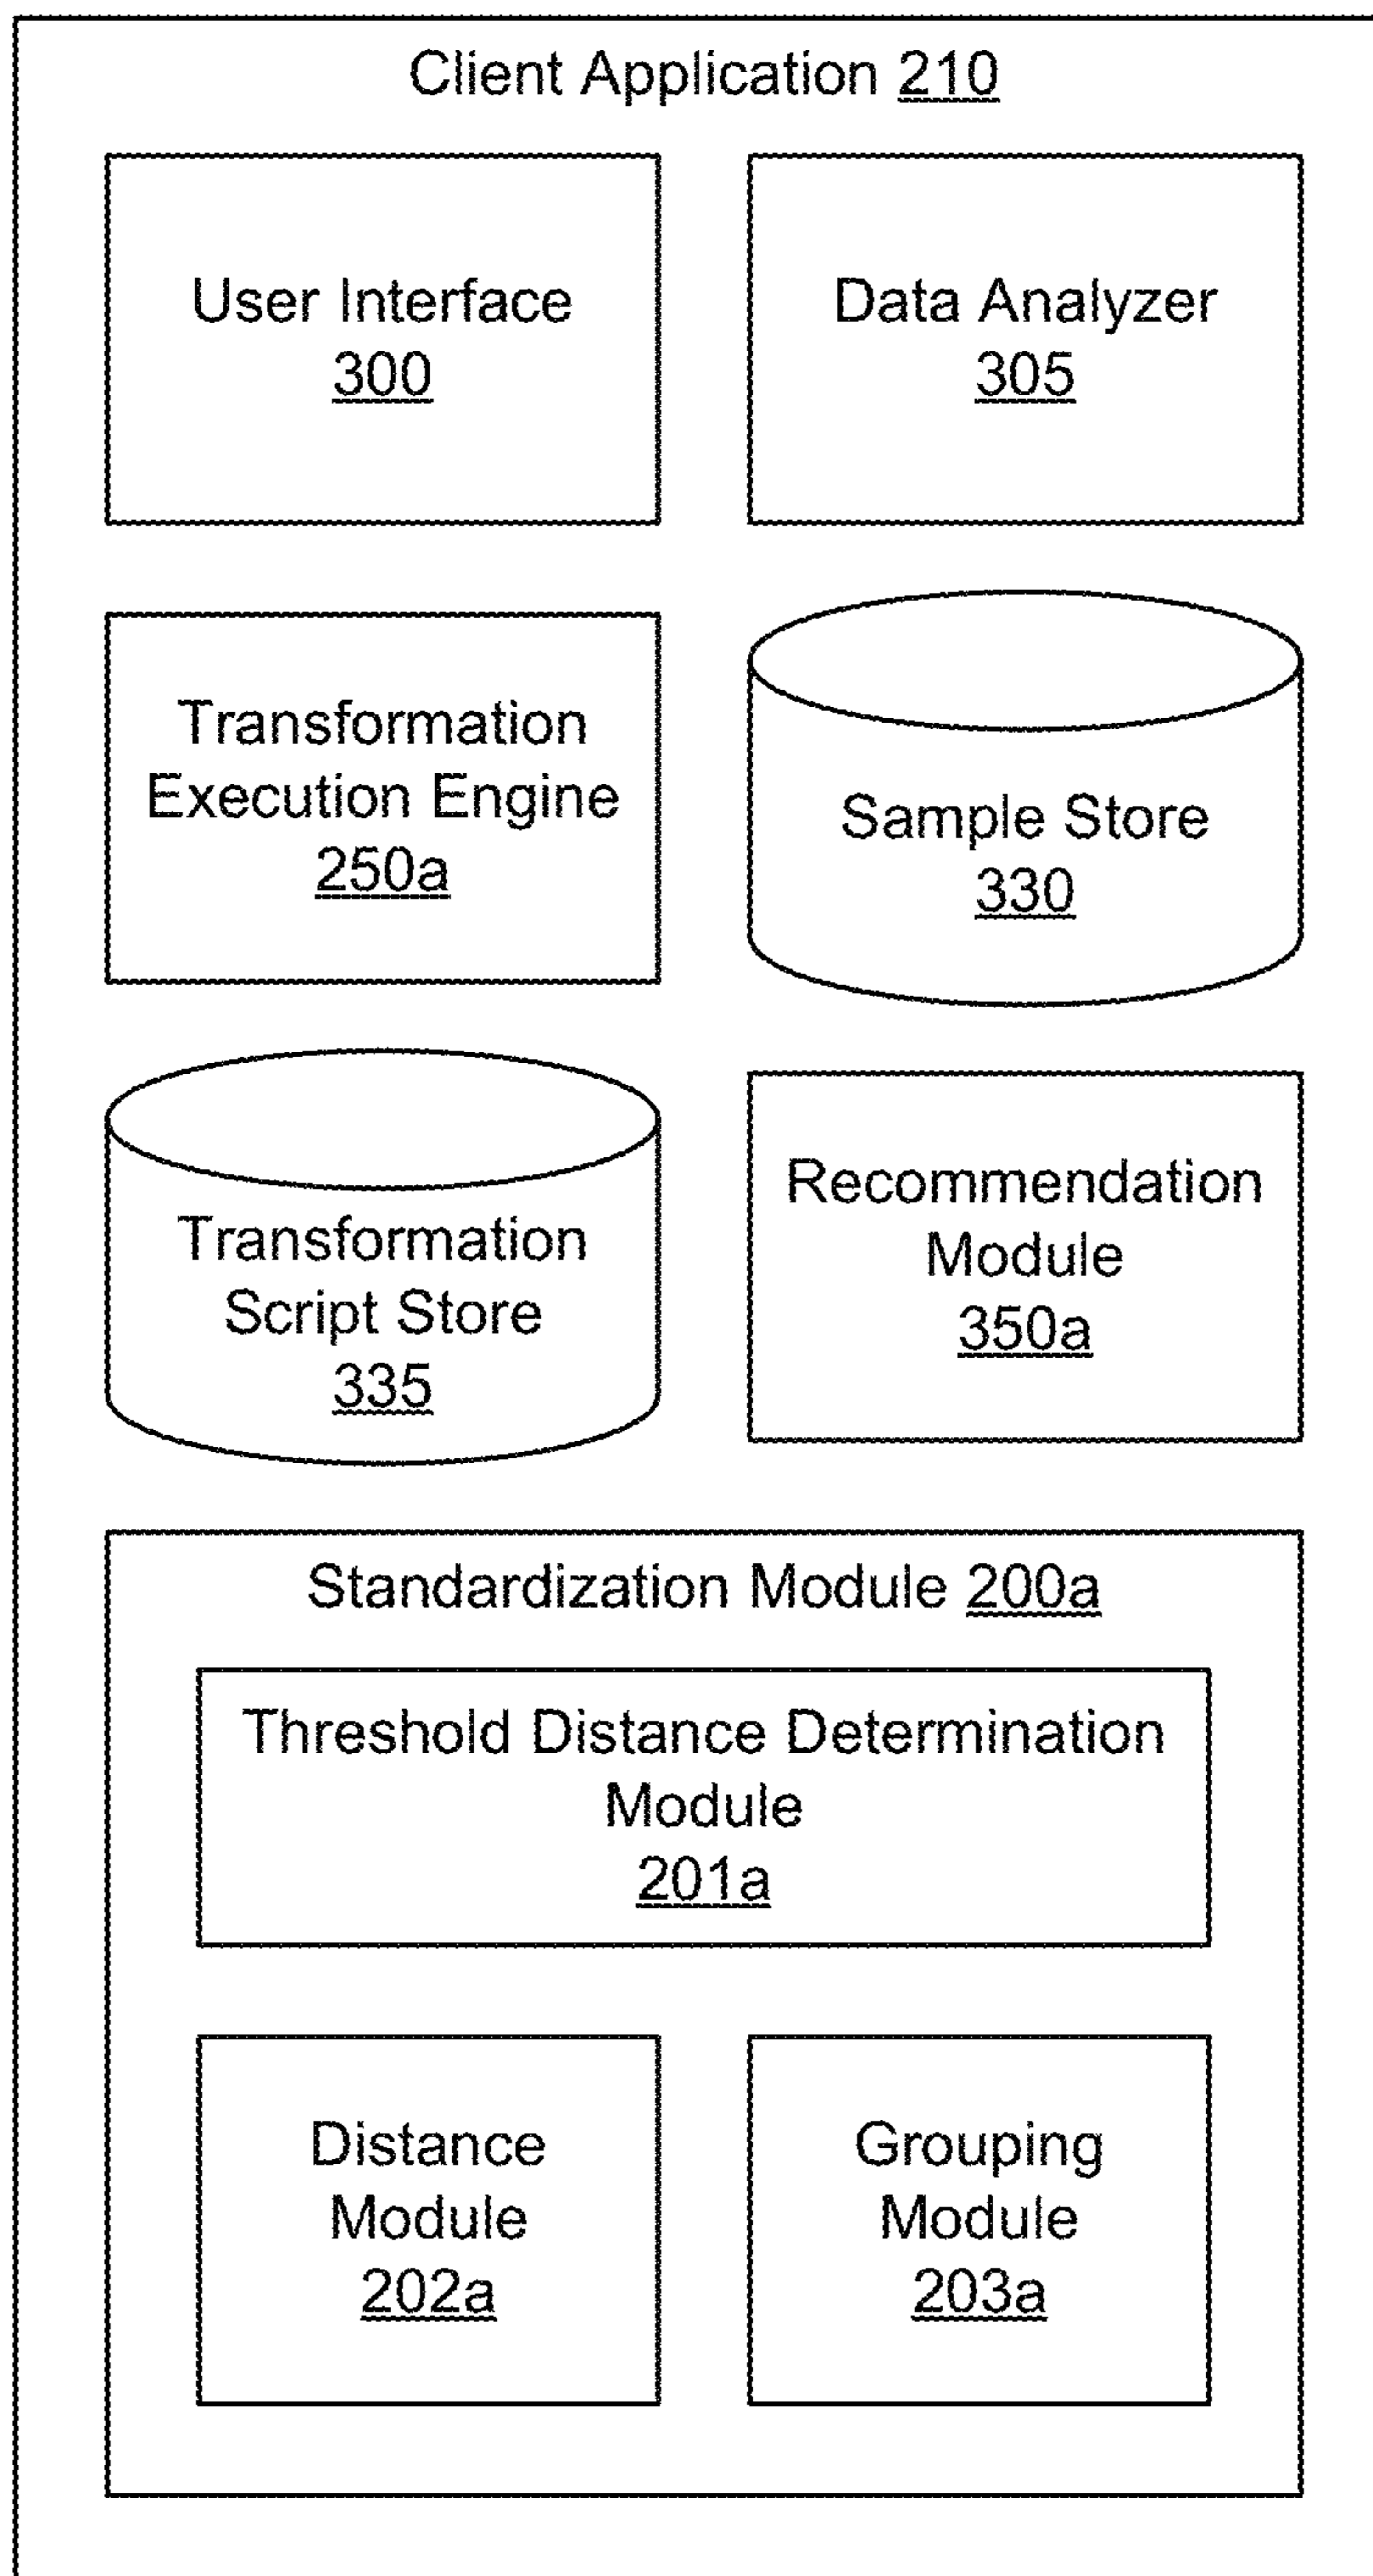 Client Application 210
User Interface
300
Data Analyzer
305
Transformation
Execution Engine
250a
Sample Store
330
Transformation
Script Store
335
Recommendation
Module
350a
Standardization Module 200a
Threshold Distance Determination
Module
201a
Distance
Module
202a
Grouping
Module
203a